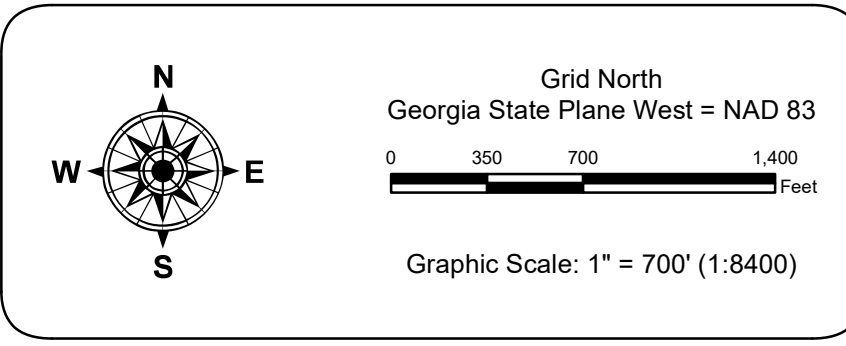 N
W
E
S
Grid North
Georgia State Plane West = NAD 83
0 350 700 1,400
Feet
Graphic Scale: 1" = 700' (1:8400)